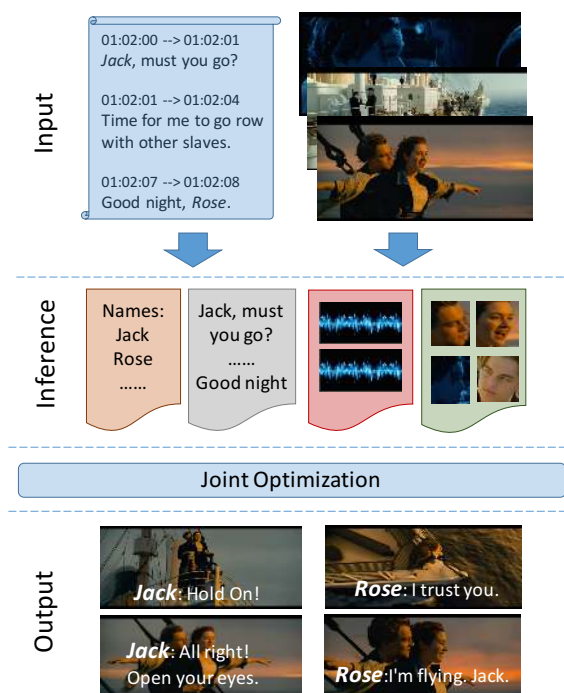 Input
01:02:00 --> 01:02:01
Jack, must you go?
01:02:01 --> 01:02:04
Time for me to go row
with other slaves.
01:02:07 --> 01:02:08
Good night, Rose.
Inference
Names:
Jack
Rose
......
Jack, must
you go?
......
Good night
Joint Optimization
Output
Jack: Hold On!
Rose: I trust you.
Jack: All right!
Open your eyes.
Rose:I'm flying. Jack.